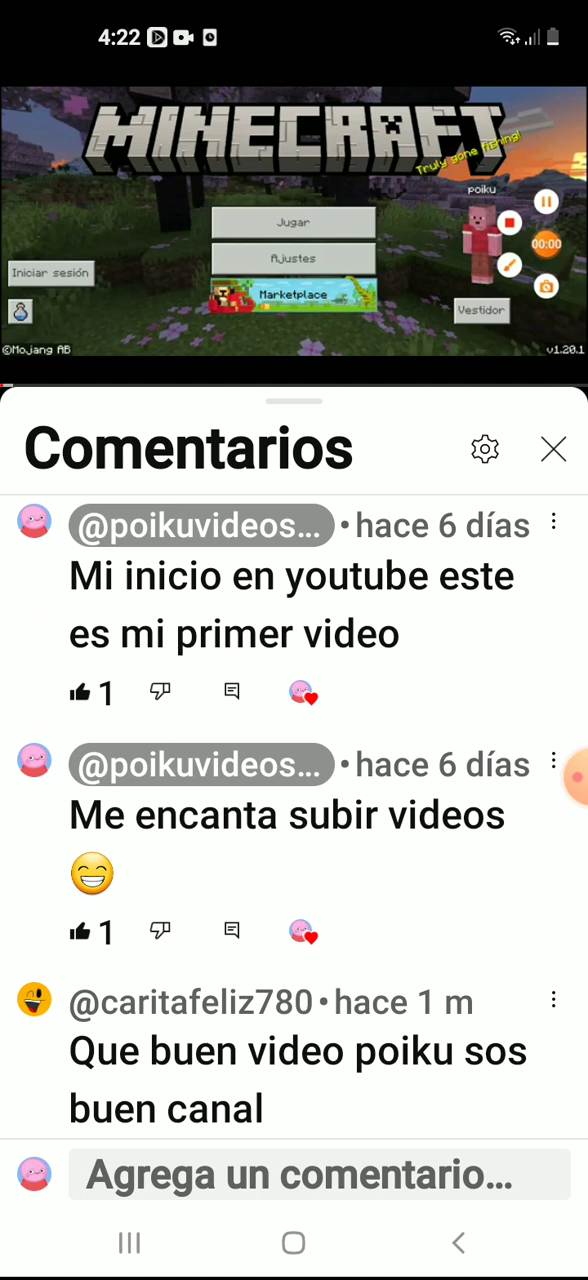 4:22
MINECRAFT
Truly gone fishing!
poiku
Jugar
00:00
Ajustes
Iniciar sesión
Marketplace
Vestidor
©Mojang AB
v1.20.1
Comentarios
@poikuvideos... • hace 6 días
Mi inicio en youtube este
es mi primer video
1
@poikuvideos... • hace 6 días
Me encanta subir videos
😁
1
@caritafeliz780 • hace 1 m
Que buen video poiku sos
buen canal
Agrega un comentario...